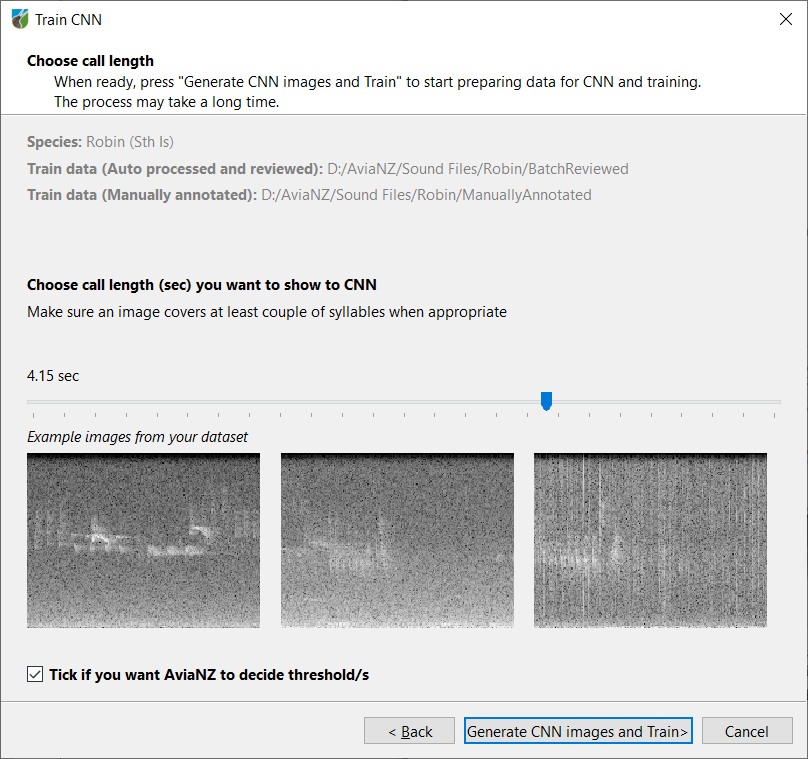 Train CNN
Choose call length
When ready, press "Generate CNN images and Train" to start preparing data for CNN and training.
The process may take a long time.
Species: Robin (Sth Is)
Train data (Auto processed and reviewed): D:/AviaNZ/Sound Files/Robin/BatchReviewed
Train data (Manually annotated): D:/AviaNZ/Sound Files/Robin/ManuallyAnnotated
Choose call length (sec) you want to show to CNN
Make sure an image covers at least couple of syllables when appropriate
4.15 sec
Example images from your dataset
Tick if you want AviaNZ to decide threshold/s
< Back
Generate CNN images and Train>
Cancel